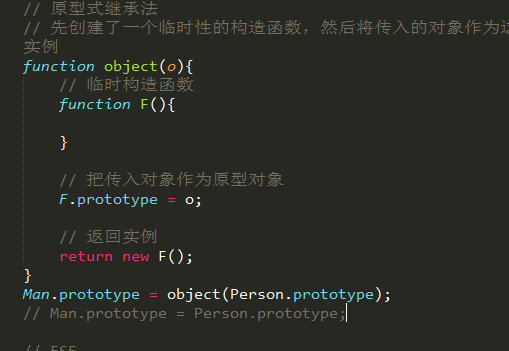 // 原型式继承法
// 先创建了一个临时性的构造函数，然后将传入的对象作为这
实例
function object(o){
// 临时构造函数
function F(){
}
// 把传入对象作为原型对象
F.prototype = o;
// 返回实例
return new F();
}
Man.prototype = object(Person.prototype);
// Man.prototype = Person.prototype;